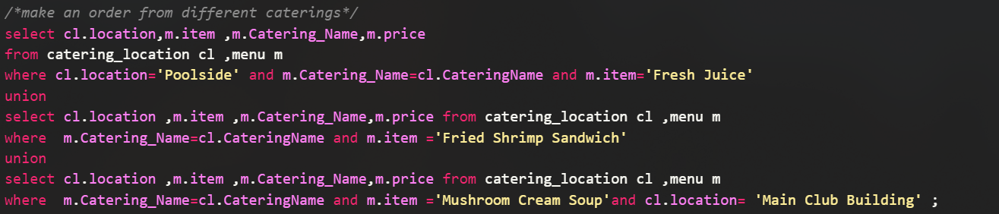 /*make an order from different caterings*/
select cl.location,m.item ,m.Catering_Name,m.price
from catering_location cl ,menu m
where cl.location='Poolside' and m.Catering_Name=cl.CateringName and m.item='Fresh Juice'
union
select cl.location ,m.item ,m.Catering_Name,m.price from catering_location cl ,menu m
where  m.Catering_Name=cl.CateringName and m.item ='Fried Shrimp Sandwich'
union
select cl.location ,m.item ,m.Catering_Name,m.price from catering_location cl ,menu m
where  m.Catering_Name=cl.CateringName and m.item ='Mushroom Cream Soup'and cl.location= 'Main Club Building' ;